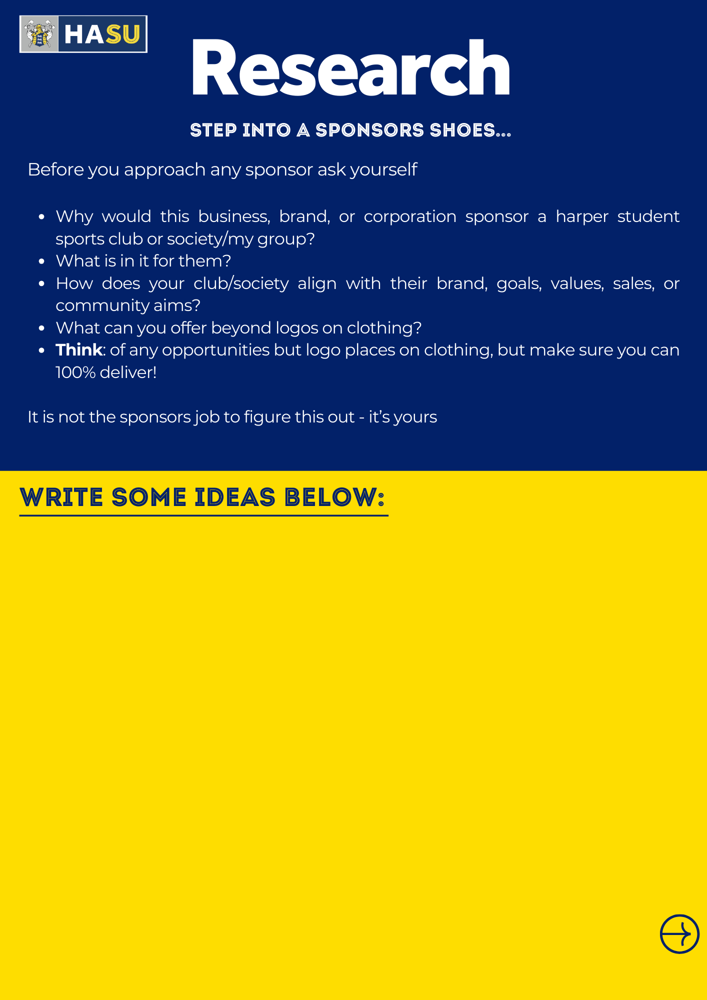 HASU
Research
STEP INTO A SPONSORS SHOES...
Before you approach any sponsor ask yourself
• Why would this business, brand, or corporation sponsor a harper student
sports club or society/my group?
• What is in it for them?
• How does your club/society align with their brand, goals, values, sales, or
community aims?
• What can you offer beyond logos on clothing?
• Think: of any opportunities but logo places on clothing, but make sure you can
100% deliver!
It is not the sponsors job to figure this out - it’s yours
WRITE SOME IDEAS BELOW: